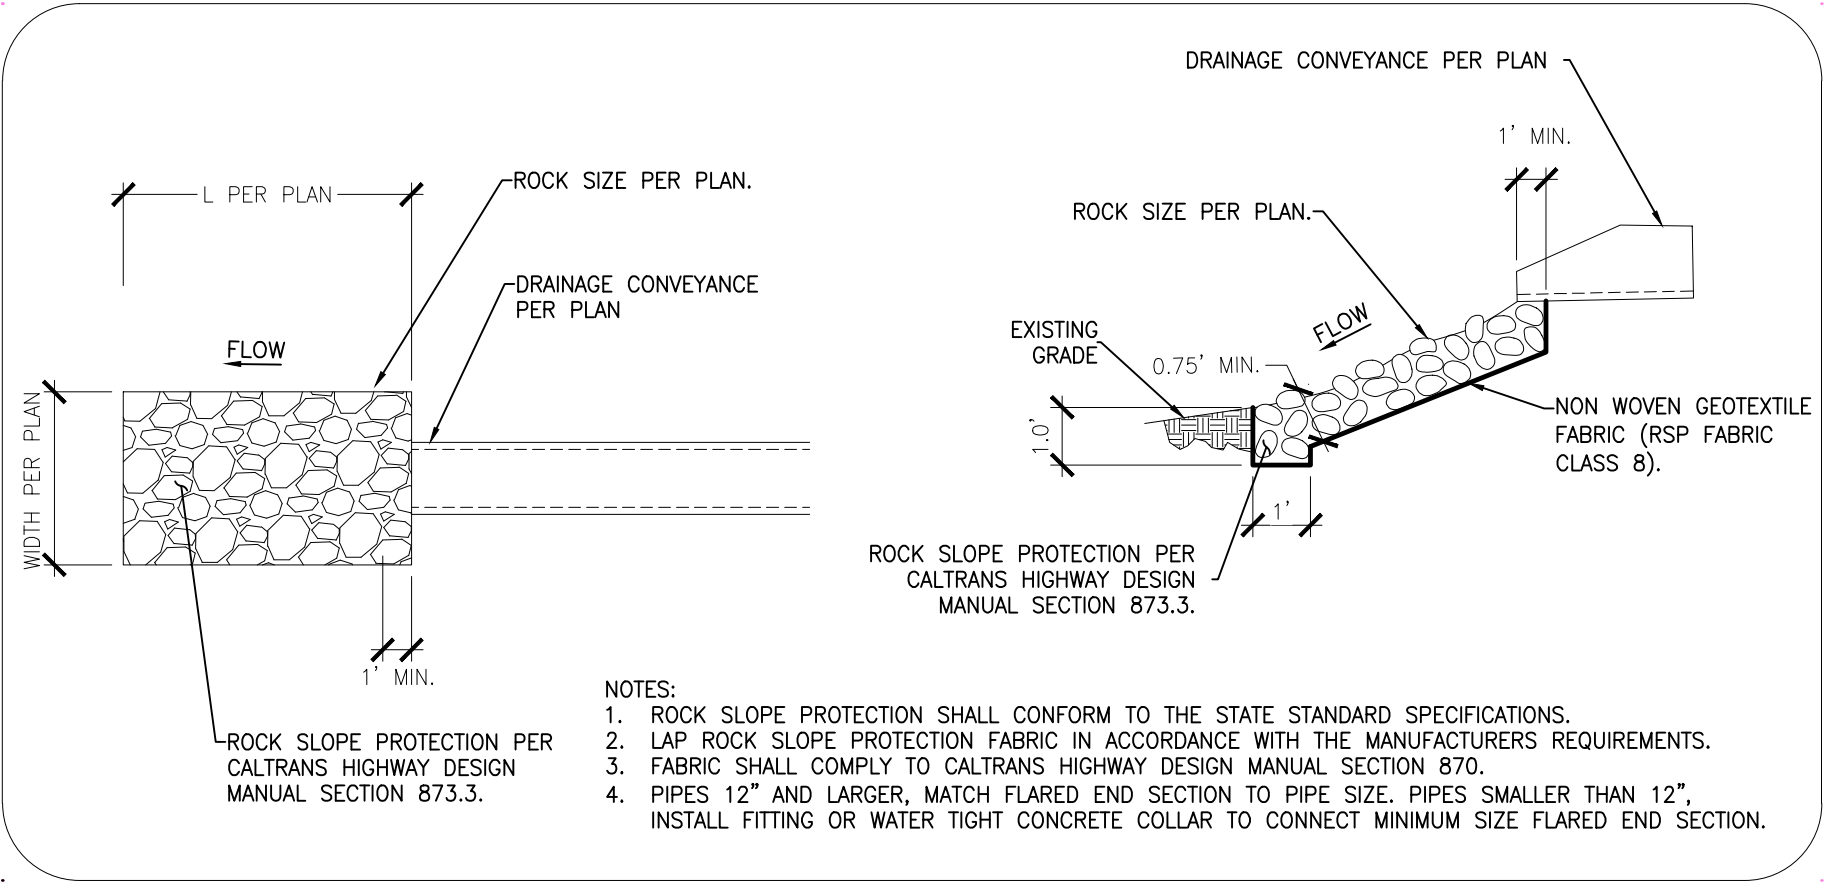 L PER PLAN
ROCK SIZE PER PLAN.
DRAINAGE CONVEYANCE
PER PLAN
FLOW
WIDTH PER PLAN
1' MIN.
ROCK SLOPE PROTECTION PER
CALTRANS HIGHWAY DESIGN
MANUAL SECTION 873.3.
DRAINAGE CONVEYANCE PER PLAN
1' MIN.
ROCK SIZE PER PLAN.
FLOW
EXISTING
GRADE
0.75' MIN.
1.0'
1'
NON WOVEN GEOTEXTILE
FABRIC (RSP FABRIC
CLASS 8).
ROCK SLOPE PROTECTION PER
CALTRANS HIGHWAY DESIGN
MANUAL SECTION 873.3.
NOTES:
1. ROCK SLOPE PROTECTION SHALL CONFORM TO THE STATE STANDARD SPECIFICATIONS.
2. LAP ROCK SLOPE PROTECTION FABRIC IN ACCORDANCE WITH THE MANUFACTURERS REQUIREMENTS.
3. FABRIC SHALL COMPLY TO CALTRANS HIGHWAY DESIGN MANUAL SECTION 870.
4. PIPES 12" AND LARGER, MATCH FLARED END SECTION TO PIPE SIZE. PIPES SMALLER THAN 12",
INSTALL FITTING OR WATER TIGHT CONCRETE COLLAR TO CONNECT MINIMUM SIZE FLARED END SECTION.